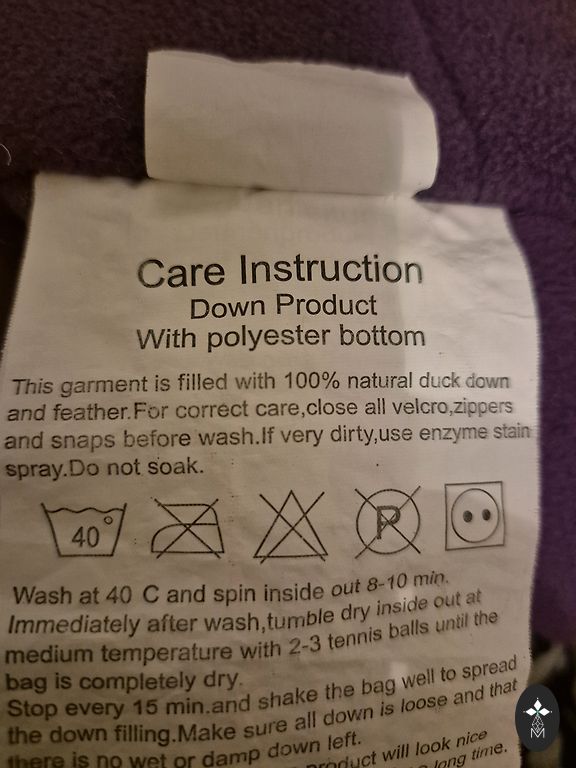 Care Instruction
Down Product
With polyester bottom
This garment is filled with 100% natural duck down
and feather.For correct care,close all velcro,zippers
and snaps before wash.If very dirty,use enzyme stain
spray.Do not soak.
40°
P
Wash at 40 C and spin inside out 8-10 min.
Immediately after wash,tumble dry inside out at
medium temperature with 2-3 tennis balls until the
bag is completely dry.
Stop every 15 min.and shake the bag well to spread
the down filling.Make sure all down is loose and that
there is no wet or damp down left.
product will look nice
long time.
M